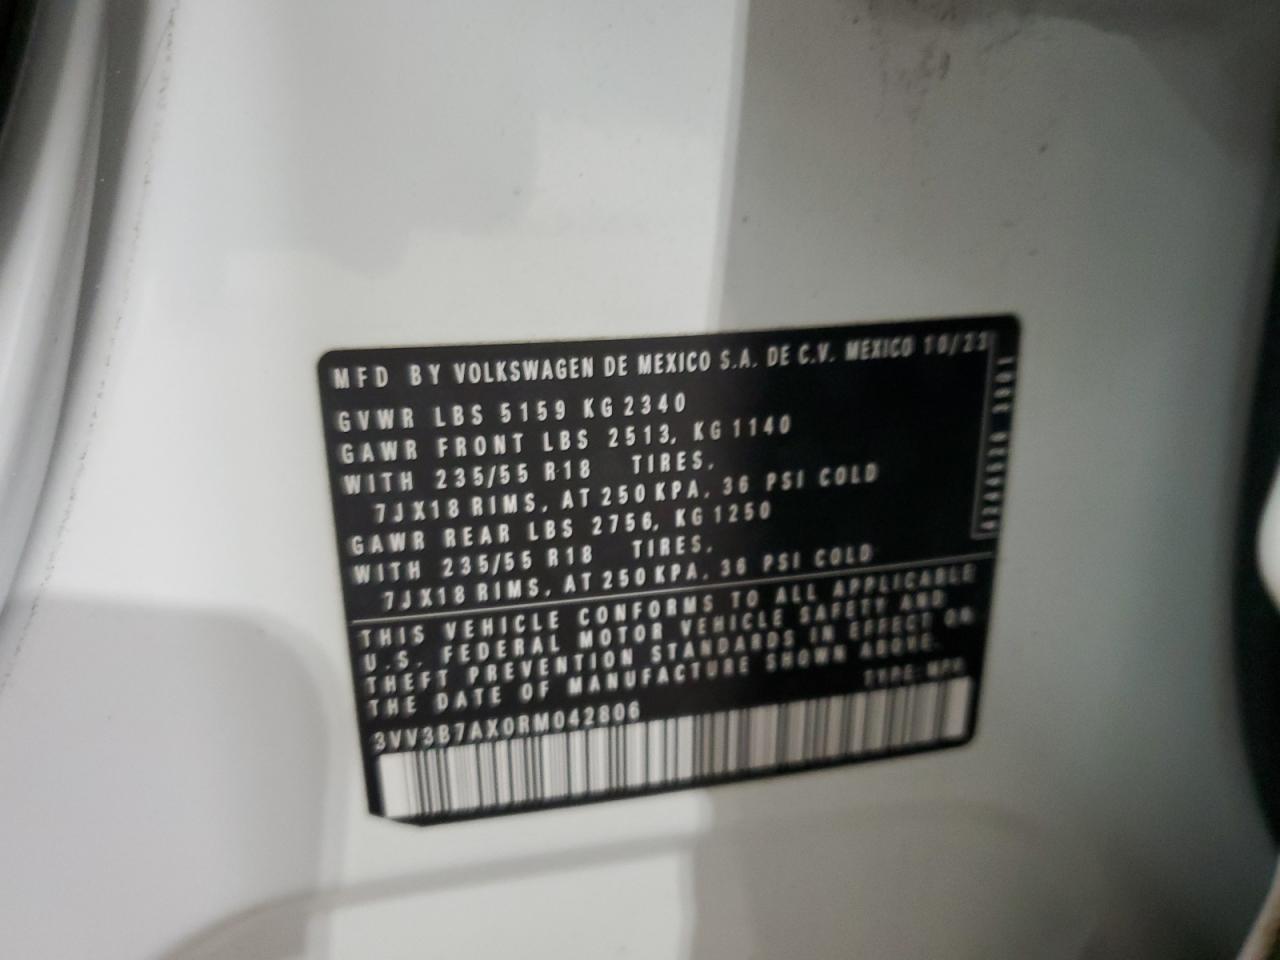 MFD BY VOLKSWAGEN DE MEXICO S.A. DE C.V. MEXICO 10/23
GVWR LBS 5159 KG 2340
GAWR FRONT LBS 2513, KG 1140
WITH 235/55 R18 TIRES,
7JX18 RIMS, AT 250 KPA, 36 PSI COLD
GAWR REAR LBS 2756, KG 1250
WITH 235/55 R18 TIRES,
7JX18 RIMS, AT 250 KPA, 36 PSI COLD
THIS VEHICLE CONFORMS TO ALL APPLICABLE
U.S. FEDERAL MOTOR VEHICLE SAFETY AND
THEFT PREVENTION STANDARDS IN EFFECT ON
THE DATE OF MANUFACTURE SHOWN ABOVE.
TYPE: MPV
3VV3B7AX0RM042806